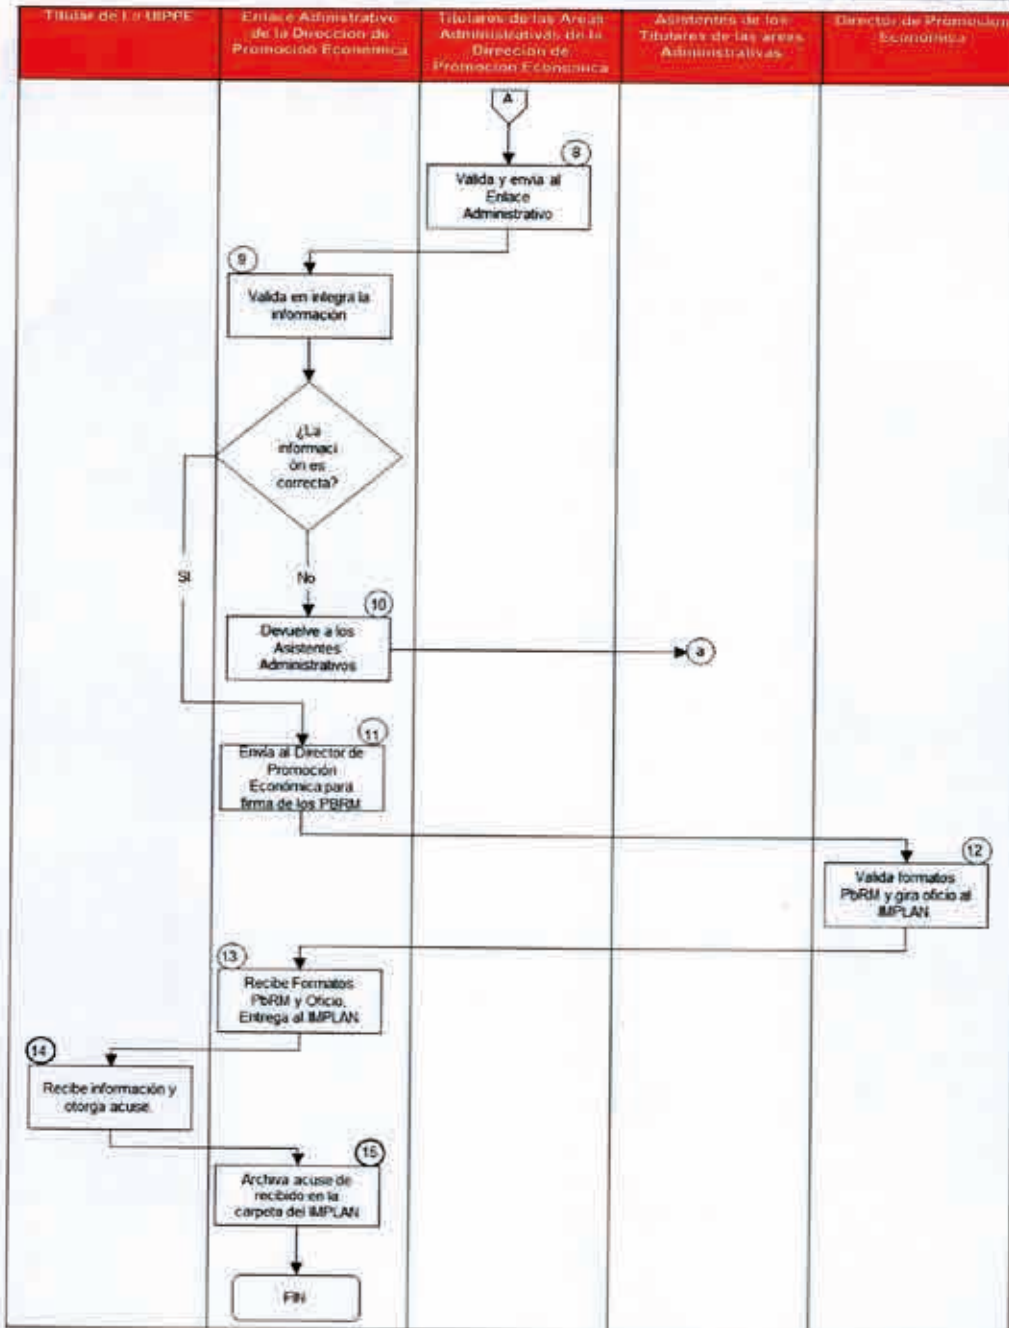 Titular de La UIPPE
Enlace Administrativo
de la Dirección de
Promoción Económica
Titulares de las Áreas
Administrativas de la
Dirección de
Promoción Económica
Asistentes de los
Titulares de las areas
Administrativas
Director de Promoción
Económica
A
8
Valida y envía al
Enlace
Administrativo
9
Valida en integra la
información
¿La
informaci
ón es
correcta?
SI
No
10
Devuelve a los
Asistentes
Administrativos
a
11
Envía al Director de
Promoción
Económica para
firma de los PBRM
12
Valida formatos
PbRM y gira oficio al
IMPLAN
13
Recibe Formatos
PbRM y Oficio,
Entrega al IMPLAN
14
Recibe información y
otorga acuse.
15
Archiva acuse de
recibido en la
carpeta del IMPLAN
FIN